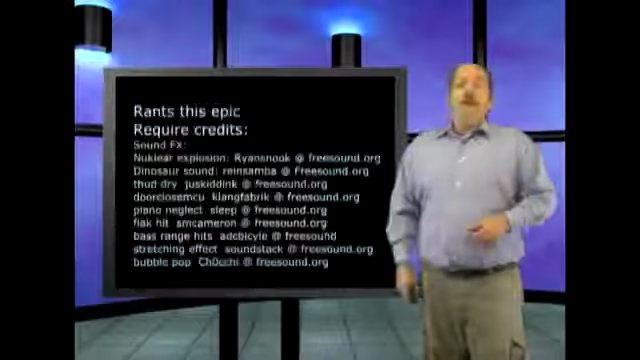 Rants this epic
Require credits:
Sound FX:
Nuklear explosion: Ryansnook @ freesound.org
Dinosaur sound: reinsamba @ Freesound.org
thud dry juskiddink @ freesound.org
doorclosemcu klangfabrik @ freesound.org
piano neglect sleep @ freesound.org
flak hit smcameron @ freesound.org
bass range hits adcbicyle @ freesound
stretching effect soundstack @ freesound.org
bubble pop Ch0cchi @ freesound.org